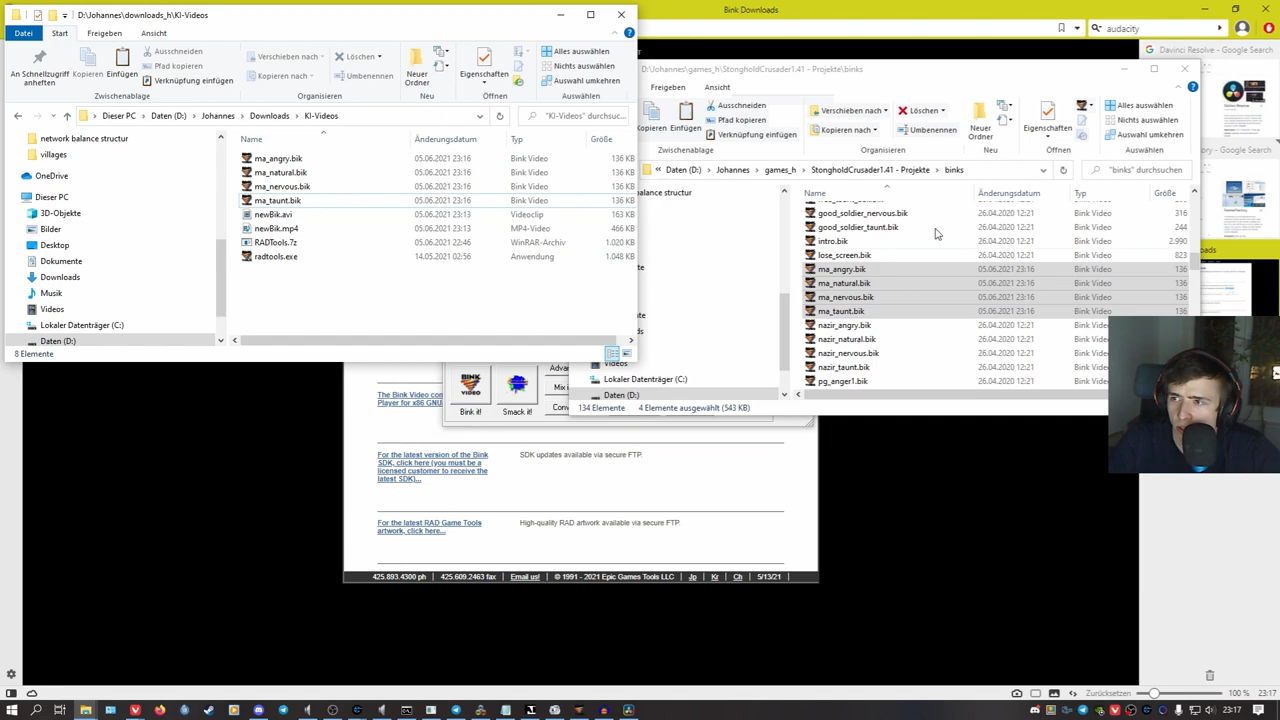 D:\Johannes\downloads_h\KI-Videos
Datei Start Freigeben Ansicht
An Schnellzugriff anheften
Kopieren
Einfügen
Ausschneiden
Pfad kopieren
Verknüpfung einfügen
Zwischenablage
Verschieben nach
Kopieren nach
Löschen
Umbenennen
Organisieren
Neuer Ordner
Neu
Eigenschaften
Öffnen
Alles auswählen
Nichts auswählen
Auswahl umkehren
Auswählen
Dieser PC > Daten (D:) > Johannes > Downloads > KI-Videos
"KI-Videos" durchsuc...
network balance structur
villages
OneDrive
Dieser PC
3D-Objekte
Bilder
Desktop
Dokumente
Downloads
Musik
Videos
Lokaler Datenträger (C:)
Daten (D:)
Name Änderungsdatum Typ Größe
ma_angry.bik 05.06.2021 23:16 Bink Video 136 KB
ma_natural.bik 05.06.2021 23:16 Bink Video 136 KB
ma_nervous.bik 05.06.2021 23:16 Bink Video 136 KB
ma_taunt.bik 05.06.2021 23:16 Bink Video 136 KB
newBik.avi 05.06.2021 23:13 Videoclip 163 KB
newBik.mp4 05.06.2021 23:13 MP4-Video 466 KB
RADTools.7z 05.06.2021 22:46 WinRAR-Archiv 1.020 KB
radtools.exe 14.05.2021 02:56 Anwendung 1.048 KB
8 Elemente
Bink Downloads
audacity
Davinci Resolve - Google Search
D:\Johannes\games_h\StongholdCrusader1.41 - Projekte\binks
Freigeben Ansicht
Kopieren
Einfügen
Ausschneiden
Pfad kopieren
Verknüpfung einfügen
Zwischenablage
Verschieben nach
Kopieren nach
Löschen
Umbenennen
Organisieren
Neuer Ordner
Neu
Eigenschaften
Öffnen
Alles auswählen
Nichts auswählen
Auswahl umkehren
Auswählen
« Daten (D:) > Johannes > games_h > StongholdCrusader1.41 - Projekte > binks
"binks" durchsuchen
Videos
Lokaler Datenträger (C:)
Daten (D:)
Name Änderungsdatum Typ Größe
good_soldier_nervous.bik 26.04.2020 12:21 Bink Video 316
good_soldier_taunt.bik 26.04.2020 12:21 Bink Video 244
intro.bik 26.04.2020 12:21 Bink Video 2.990
lose_screen.bik 26.04.2020 12:21 Bink Video 823
ma_angry.bik 05.06.2021 23:16 Bink Video 136
ma_natural.bik 05.06.2021 23:16 Bink Video 136
ma_nervous.bik 05.06.2021 23:16 Bink Video 136
ma_taunt.bik 05.06.2021 23:16 Bink Video 136
nazir_angry.bik 26.04.2020 12:21 Bink Video
nazir_natural.bik 26.04.2020 12:21 Bink Video
nazir_nervous.bik 26.04.2020 12:21 Bink Video
nazir_taunt.bik 26.04.2020 12:21 Bink Video
pg_anger1.bik 26.04.2020 12:21 Bink Video
134 Elemente 4 Elemente ausgewählt (543 KB)
The Bink Video
Player for x86 GNU
Bink it! Smack it!
For the latest version of the Bink SDK, click here (you must be a licensed customer to receive the latest SDK)...
SDK updates available via secure FTP.
For the latest RAD Game Tools artwork, click here...
High-quality RAD artwork available via secure FTP.
425.893.4300 ph | 425.609.2463 fax | Email us! | © 1991 - 2021 Epic Games Tools LLC | Jp | Kr | Ch | 5/13/21 |
Zurücksetzen 100 % 23:17
23:17